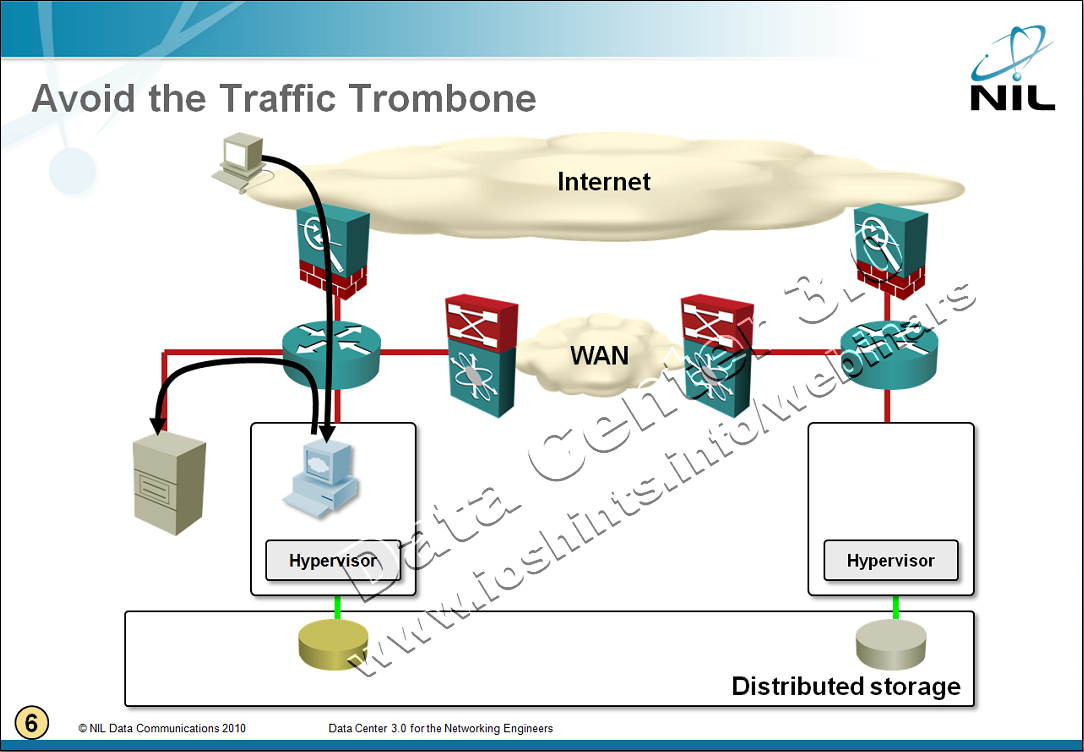 NIL
Avoid the Traffic Trombone
Internet
WAN
Data Center 3.0
www.ioshints.info/webinars
Hypervisor
Hypervisor
Distributed storage
6
© NIL Data Communications 2010
Data Center 3.0 for the Networking Engineers